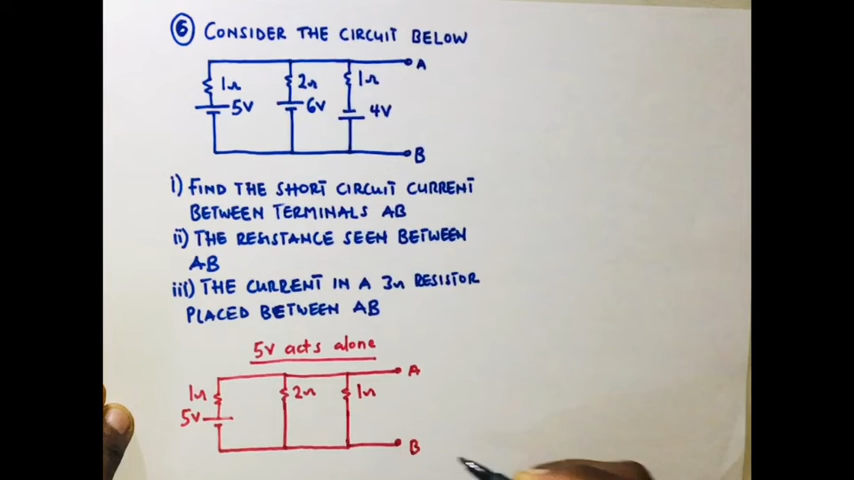 6 CONSIDER THE CIRCUIT BELOW
A
1Ω 2Ω 1Ω
5V 6V 4V
B
i) FIND THE SHORT CIRCUIT CURRENT
BETWEEN TERMINALS AB
ii) THE RESISTANCE SEEN BETWEEN
AB
iii) THE CURRENT IN A 3Ω RESISTOR
PLACED BETWEEN AB
5V acts alone
A
1Ω 2Ω 1Ω
5V
B